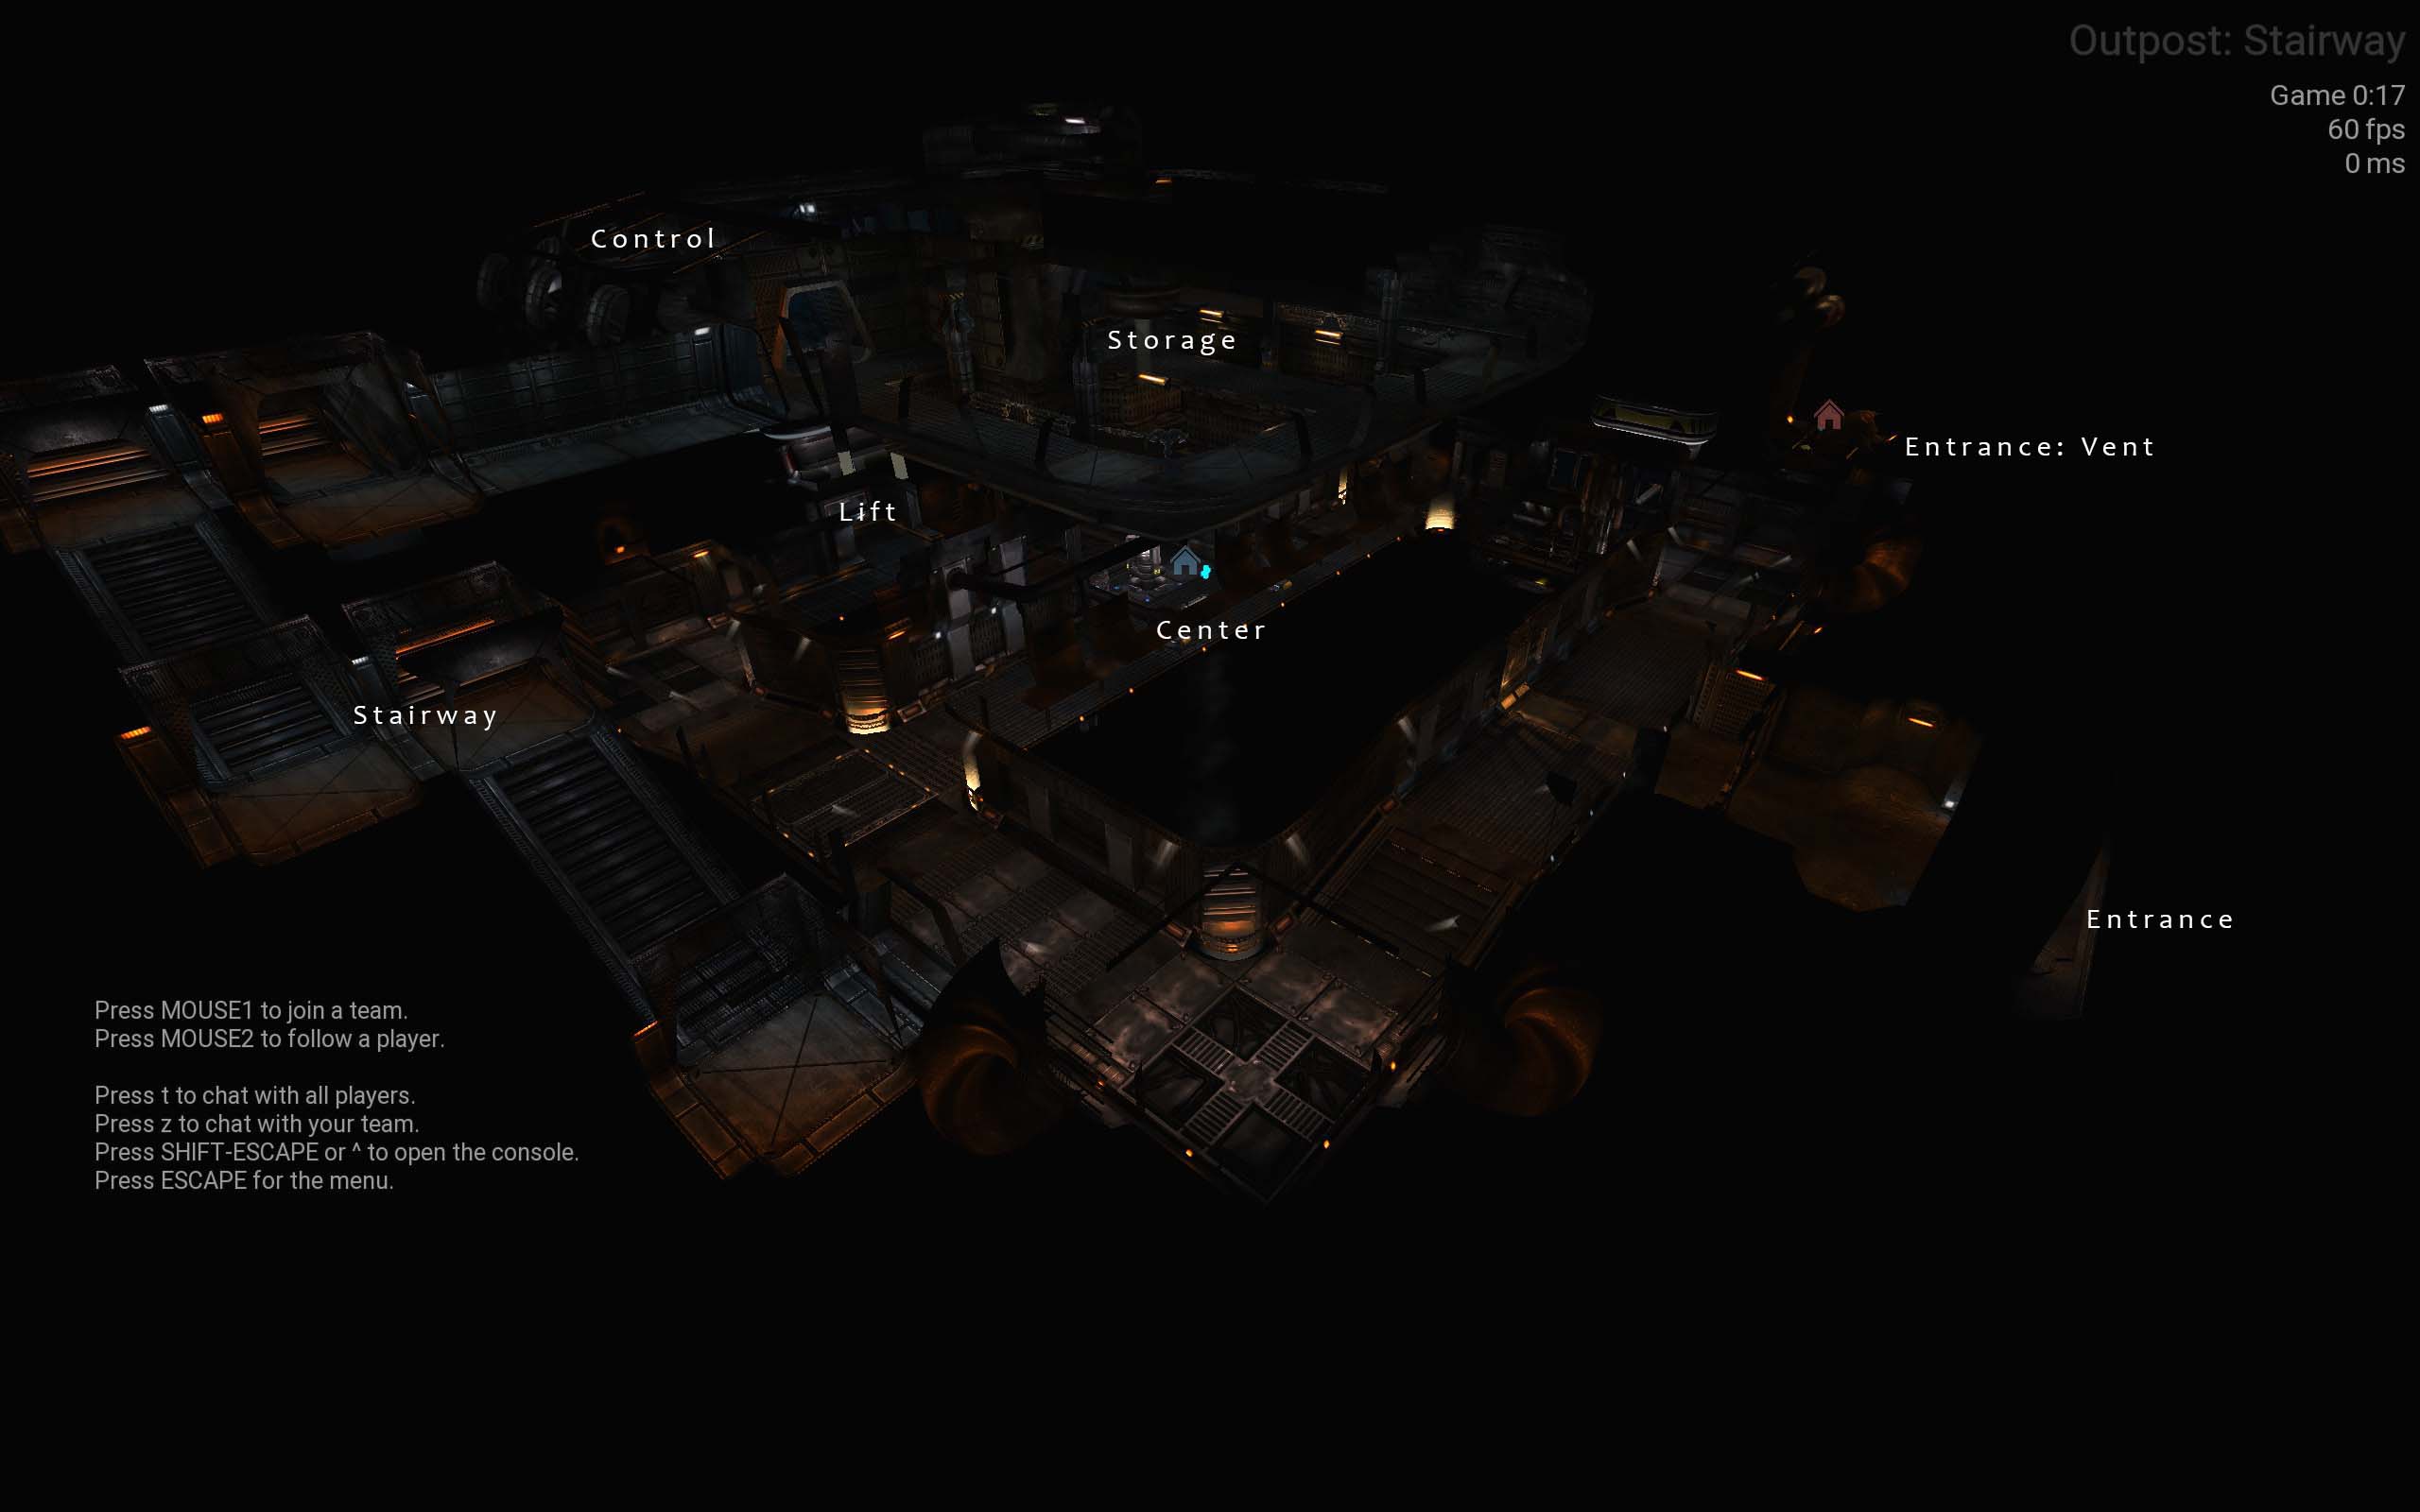 Outpost: Stairway
Game 0:17
60 fps
0 ms
Control
Storage
Entrance: Vent
Lift
Center
Stairway
Entrance
Press MOUSE1 to join a team.
Press MOUSE2 to follow a player.
Press t to chat with all players.
Press z to chat with your team.
Press SHIFT-ESCAPE or ^ to open the console.
Press ESCAPE for the menu.